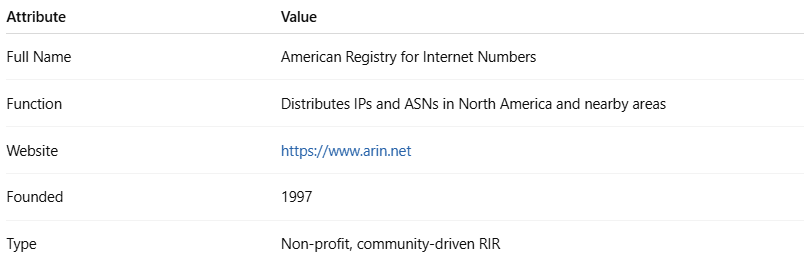 Attribute Value
Full Name American Registry for Internet Numbers
Function Distributes IPs and ASNs in North America and nearby areas
Website https://www.arin.net
Founded 1997
Type Non-profit, community-driven RIR